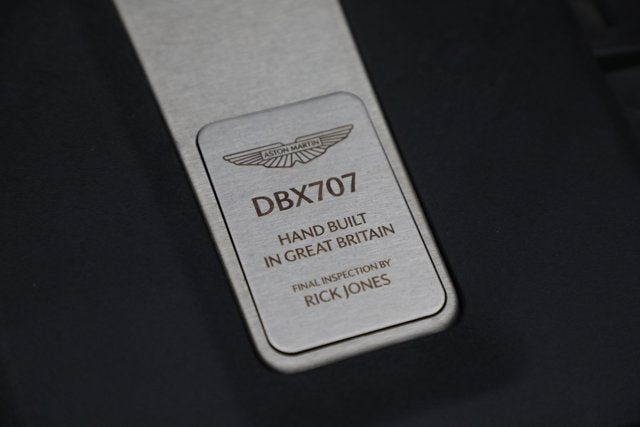 ASTON MARTIN
DBX707
HAND BUILT
IN GREAT BRITAIN
FINAL INSPECTION BY
RICK JONES